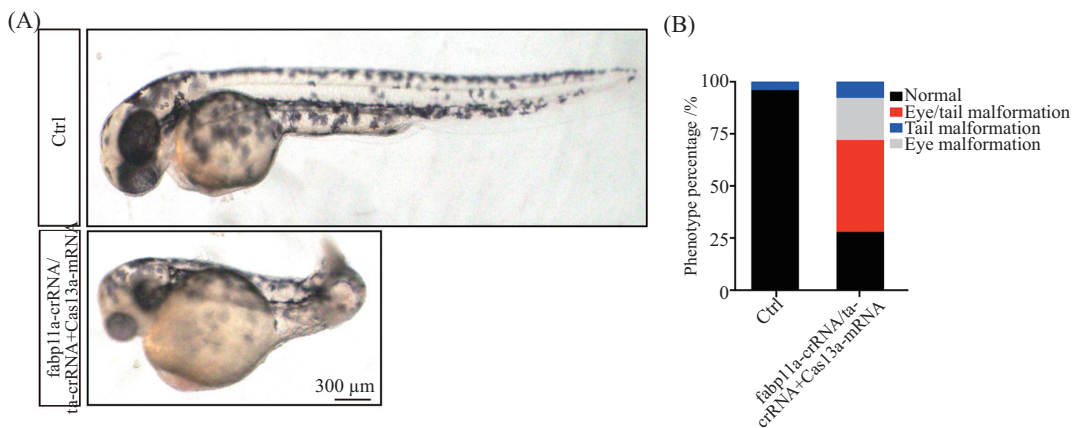 (A)
Ctrl
fabp11a-crRNA/
ta-crRNA+Cas13a-mRNA
300 μm
(B)
Phenotype percentage /%
100
75
50
25
0
Normal
Eye/tail malformation
Tail malformation
Eye malformation
Ctrl
fabp11a-crRNA/ta-
crRNA+Cas13a-mRNA